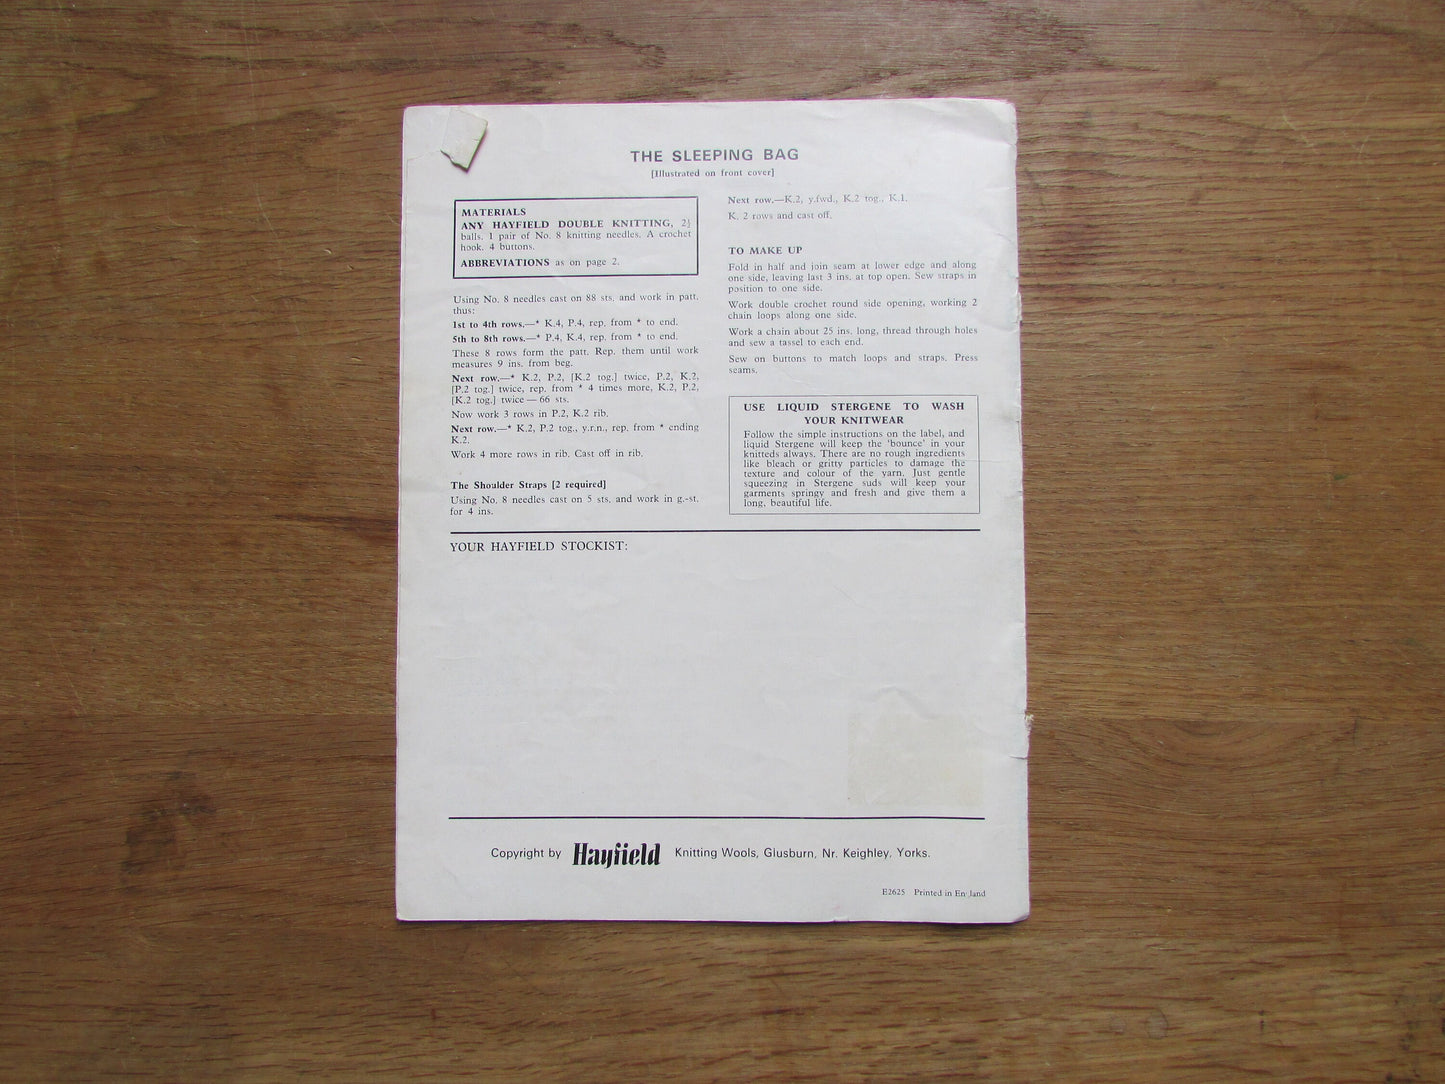 THE SLEEPING BAG
[Illustrated on front cover]
MATERIALS
ANY HAYFIELD DOUBLE KNITTING, 2½
balls. 1 pair of No. 8 knitting needles. A crochet
hook. 4 buttons.
ABBREVIATIONS as on page 2.
Using No. 8 needles cast on 88 sts. and work in patt.
thus:
1st to 4th rows.—* K.4, P.4, rep. from * to end.
5th to 8th rows.—* P.4, K.4, rep. from * to end.
These 8 rows form the patt. Rep. them until work
measures 9 ins. from beg.
Next row.—* K.2, P.2, [K.2 tog.] twice, P.2, K.2,
[P.2 tog.] twice, rep. from * 4 times more, K.2, P.2,
[K.2 tog.] twice — 66 sts.
Now work 3 rows in P.2, K.2 rib.
Next row.—* K.2, P.2 tog., y.r.n., rep. from * ending
K.2.
Work 4 more rows in rib. Cast off in rib.
The Shoulder Straps [2 required]
Using No. 8 needles cast on 5 sts. and work in g.-st.
for 4 ins.
Next row.—K.2, y.fwd., K.2 tog., K.1.
K. 2 rows and cast off.
TO MAKE UP
Fold in half and join seam at lower edge and along
one side, leaving last 3 ins. at top open. Sew straps in
position to one side.
Work double crochet round side opening, working 2
chain loops along one side.
Work a chain about 25 ins. long, thread through holes
and sew a tassel to each end.
Sew on buttons to match loops and straps. Press
seams.
USE LIQUID STERGENE TO WASH
YOUR KNITWEAR
Follow the simple instructions on the label, and
liquid Stergene will keep the 'bounce' in your
knitteds always. There are no rough ingredients
like bleach or gritty particles to damage the
texture and colour of the yarn. Just gentle
squeezing in Stergene suds will keep your
garments springy and fresh and give them a
long, beautiful life.
YOUR HAYFIELD STOCKIST:
Copyright by Hayfield Knitting Wools, Glusburn, Nr. Keighley, Yorks.
E2625 Printed in England